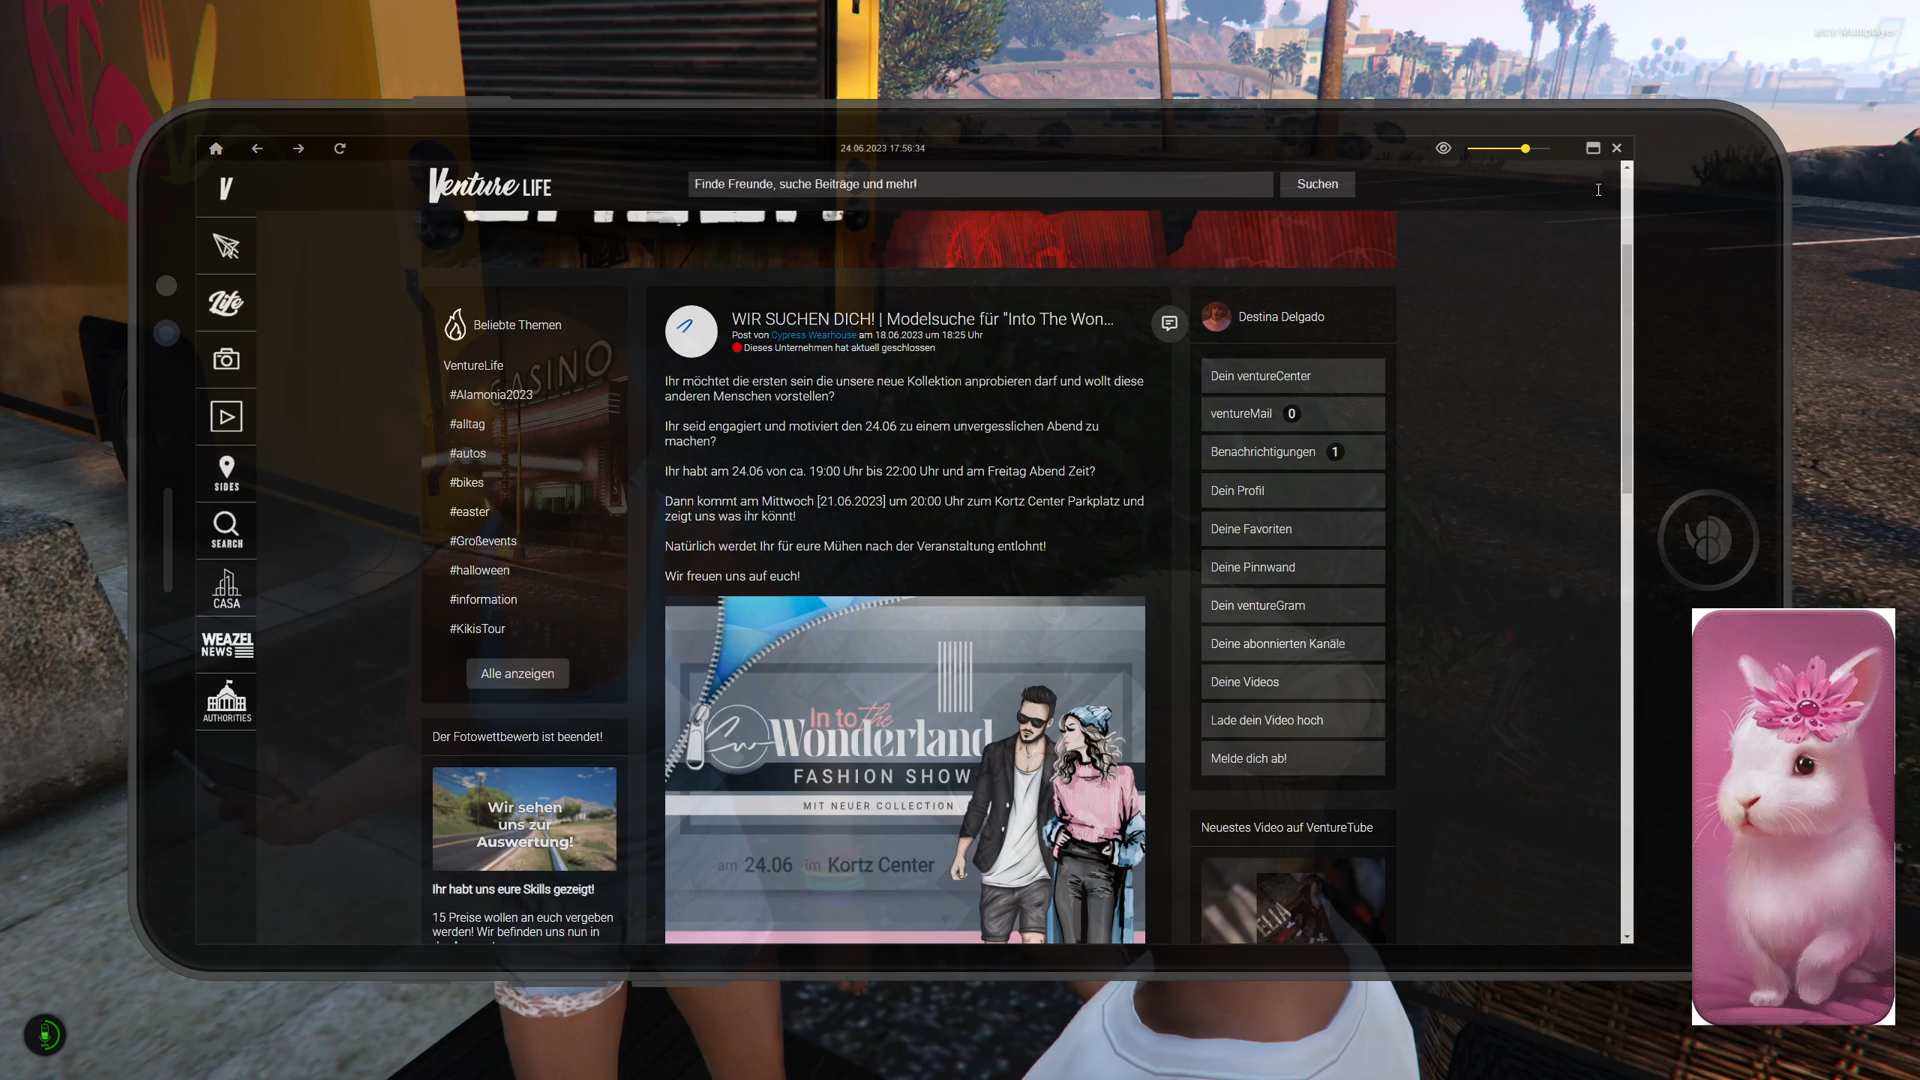 alt:V Multiplayer
24.06.2023 17:56:34
V
Venture LIFE
Finde Freunde, suche Beiträge und mehr!
Suchen
Life
SIDES
SEARCH
CASA
WEAZEL
NEWS
AUTHORITIES
Beliebte Themen
VentureLife
#Alamonia2023
#alltag
#autos
#bikes
#easter
#Großevents
#halloween
#information
#KikisTour
Alle anzeigen
CASINO
Der Fotowettbewerb ist beendet!
Wir sehen
uns zur
Auswertung!
Ihr habt uns eure Skills gezeigt!
15 Preise wollen an euch vergeben
werden! Wir befinden uns nun in
WIR SUCHEN DICH! | Modelsuche für "Into The Won...
Post von Cypress Wearhouse am 18.06.2023 um 18:25 Uhr
Dieses Unternehmen hat aktuell geschlossen
Ihr möchtet die ersten sein die unsere neue Kollektion anprobieren darf und wollt diese
anderen Menschen vorstellen?
Ihr seid engagiert und motiviert den 24.06 zu einem unvergesslichen Abend zu
machen?
Ihr habt am 24.06 von ca. 19:00 Uhr bis 22:00 Uhr und am Freitag Abend Zeit?
Dann kommt am Mittwoch [21.06.2023] um 20:00 Uhr zum Kortz Center Parkplatz und
zeigt uns was ihr könnt!
Natürlich werdet Ihr für eure Mühen nach der Veranstaltung entlohnt!
Wir freuen uns auf euch!
In to the
Wonderland
FASHION SHOW
MIT NEUER COLLECTION
am 24.06 im Kortz Center
Destina Delgado
Dein ventureCenter
ventureMail 0
Benachrichtigungen 1
Dein Profil
Deine Favoriten
Deine Pinnwand
Dein ventureGram
Deine abonnierten Kanäle
Deine Videos
Lade dein Video hoch
Melde dich ab!
Neuestes Video auf VentureTube